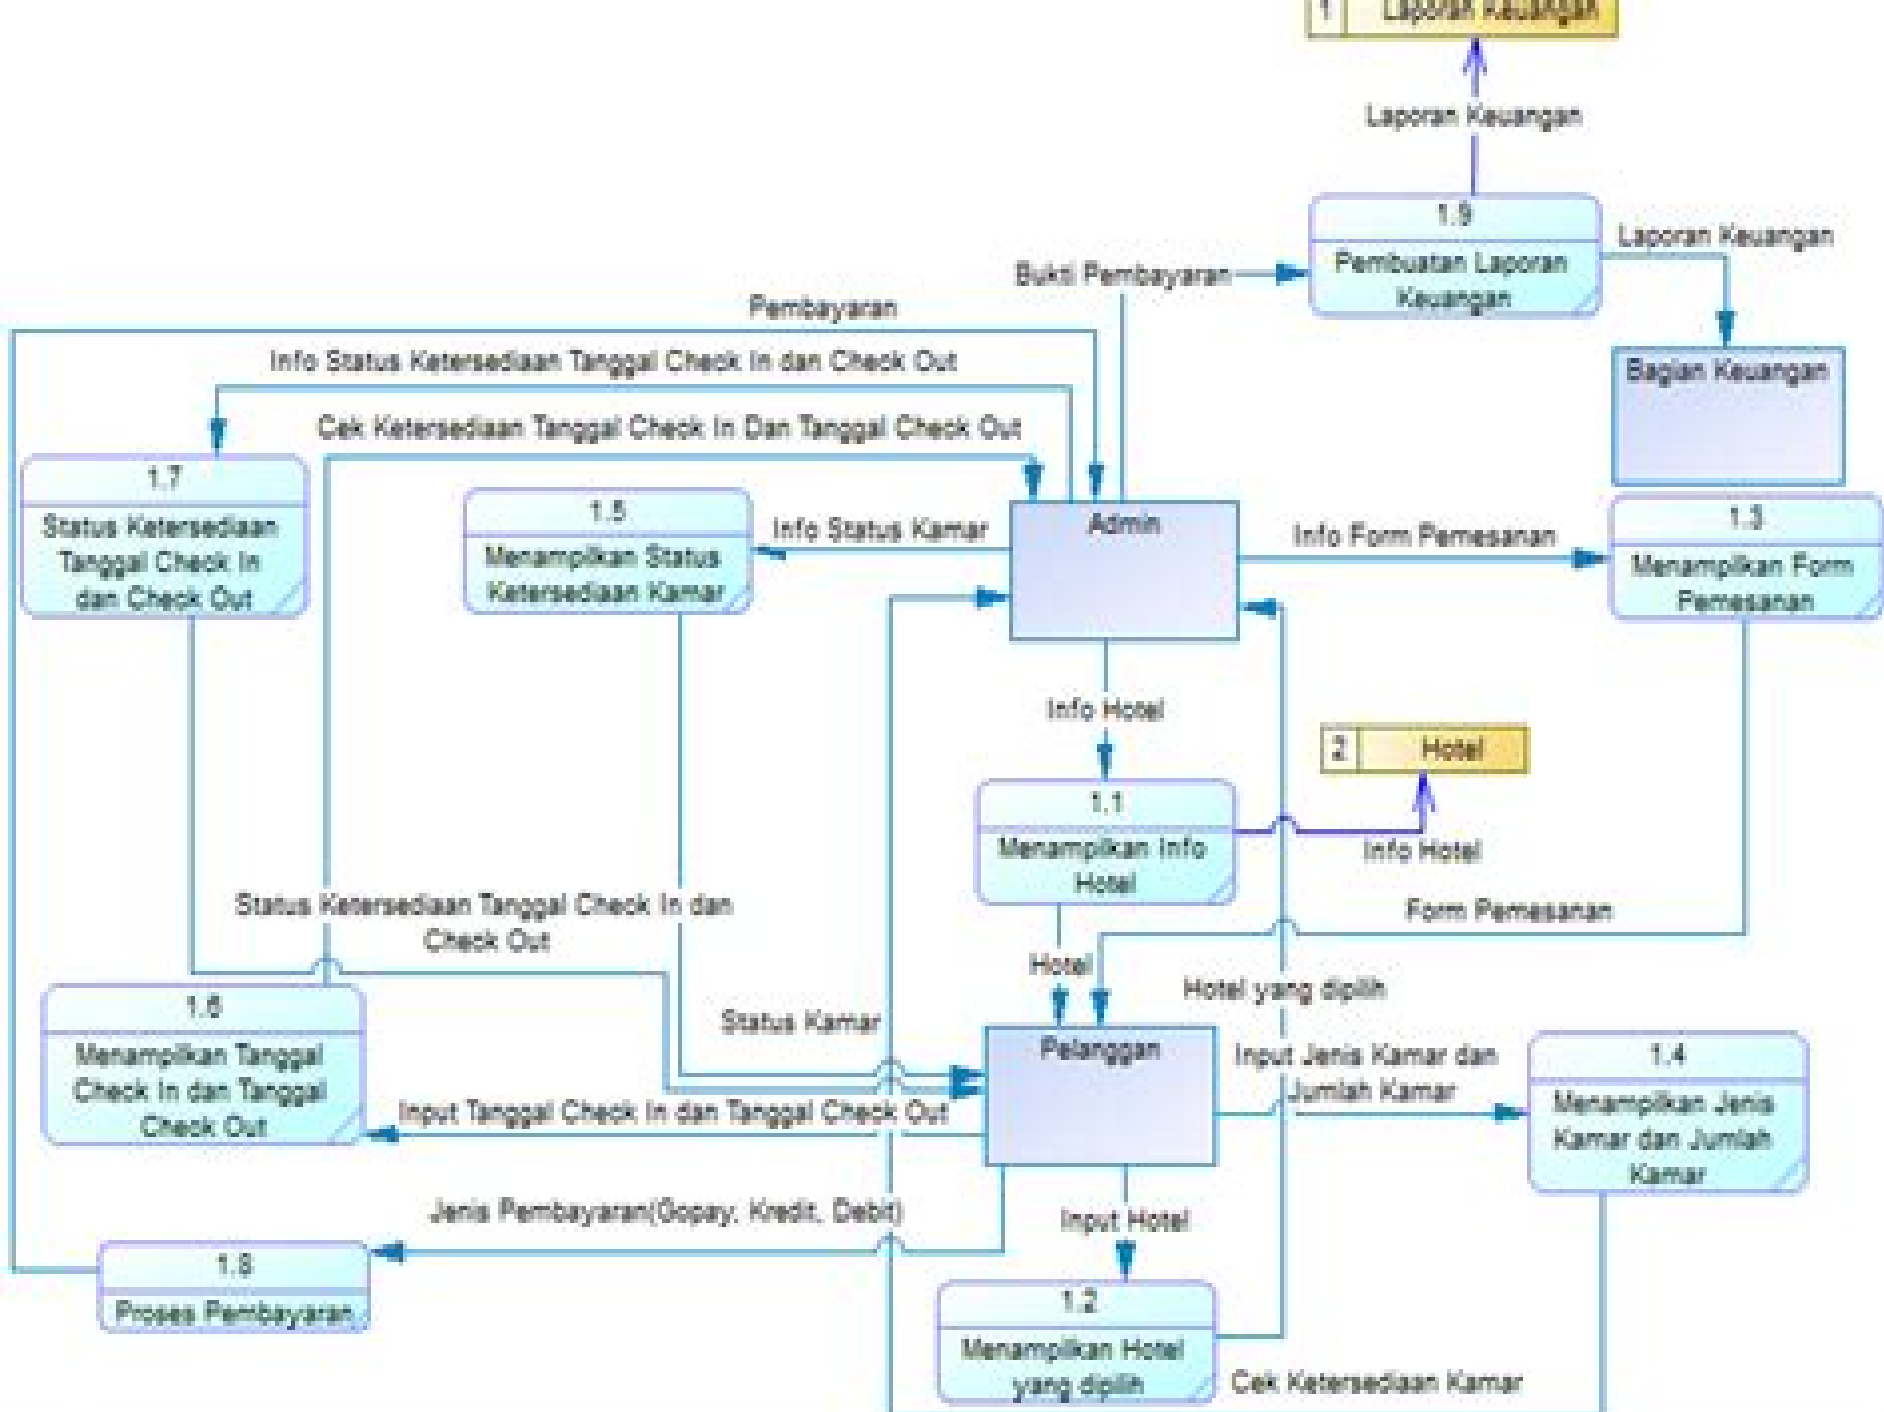 1 Laporan Keuangan
Laporan Keuangan
1.9
Pembuatan Laporan
Keuangan
Laporan Keuangan
Bukti Pembayaran
Bagian Keuangan
Pembayaran
Info Status Ketersediaan Tanggal Check In dan Check Out
Cek Ketersediaan Tanggal Check In Dan Tanggal Check Out
1.7
Status Ketersediaan
Tanggal Check In
dan Check Out
1.5
Menampilkan Status
Ketersediaan Kamar
Info Status Kamar
Admin
Info Form Pemesanan
1.3
Menampilkan Form
Pemesanan
Info Hotel
2 Hotel
1.1
Menampilkan Info
Hotel
Info Hotel
Status Ketersediaan Tanggal Check In dan
Check Out
Form Pemesanan
Hotel
Hotel yang dipilih
1.6
Menampilkan Tanggal
Check In dan Tanggal
Check Out
Status Kamar
Pelanggan
Input Jenis Kamar dan
Jumlah Kamar
1.4
Menampilkan Jenis
Kamar dan Jumlah
Kamar
Input Tanggal Check In dan Tanggal Check Out
Jenis Pembayaran(Gopay, Kredit, Debit)
Input Hotel
1.8
Proses Pembayaran
1.2
Menampilkan Hotel
yang dipilih
Cek Ketersediaan Kamar